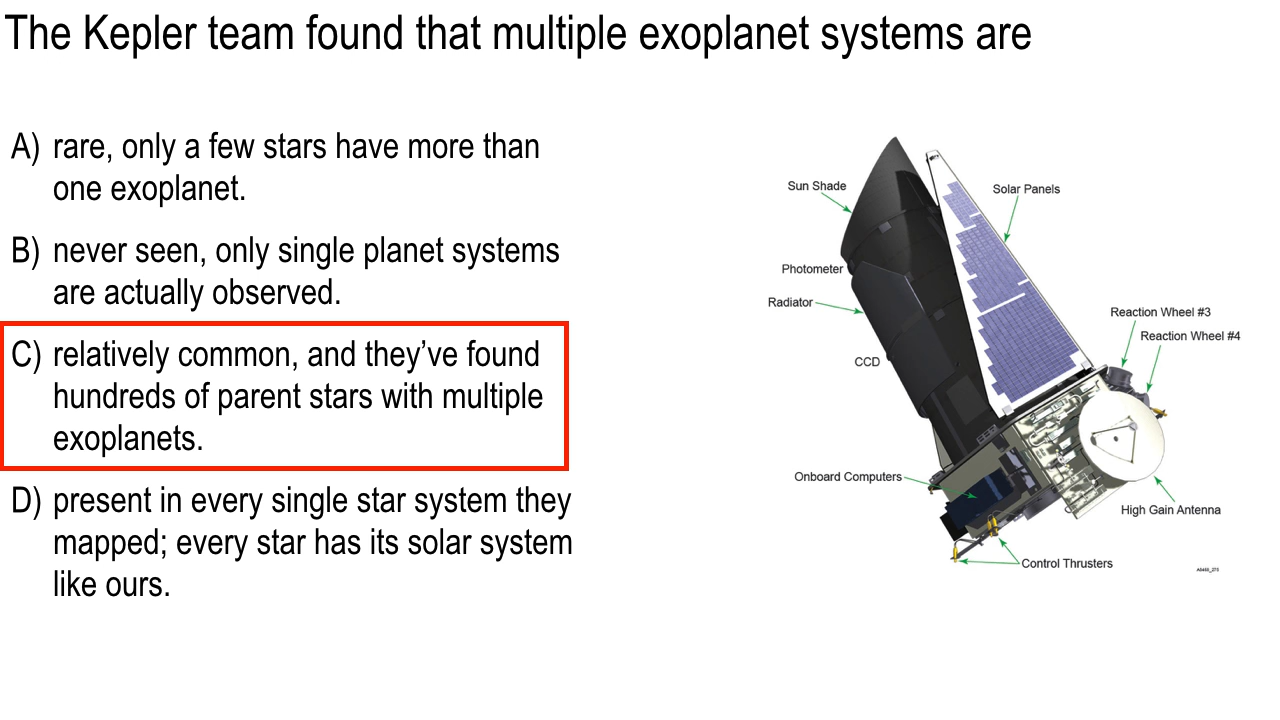 The Kepler team found that multiple exoplanet systems are
A) rare, only a few stars have more than
one exoplanet.
B) never seen, only single planet systems
are actually observed.
C) relatively common, and they’ve found
hundreds of parent stars with multiple
exoplanets.
D) present in every single star system they
mapped; every star has its solar system
like ours.
Sun Shade
Solar Panels
Photometer
Radiator
Reaction Wheel #3
Reaction Wheel #4
CCD
Onboard Computers
High Gain Antenna
Control Thrusters